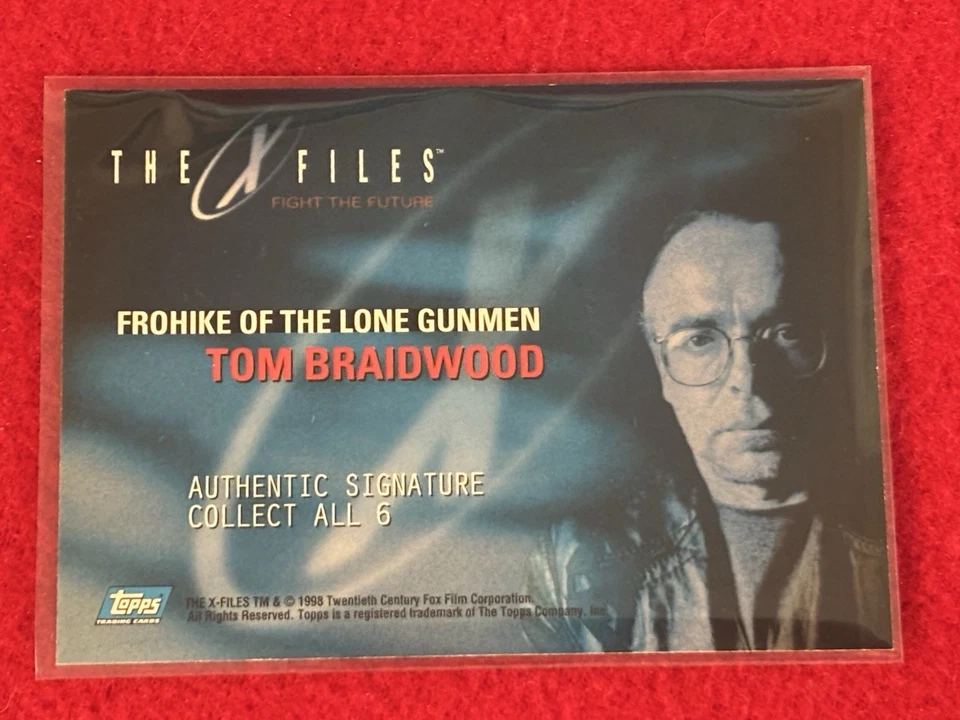 THE X FILES™
FIGHT THE FUTURE
FROHIKE OF THE LONE GUNMEN
TOM BRAIDWOOD
AUTHENTIC SIGNATURE
COLLECT ALL 6
topps
TRADING CARDS
THE X-FILES TM & © 1998 Twentieth Century Fox Film Corporation.
All Rights Reserved. Topps is a registered trademark of The Topps Company, Inc.